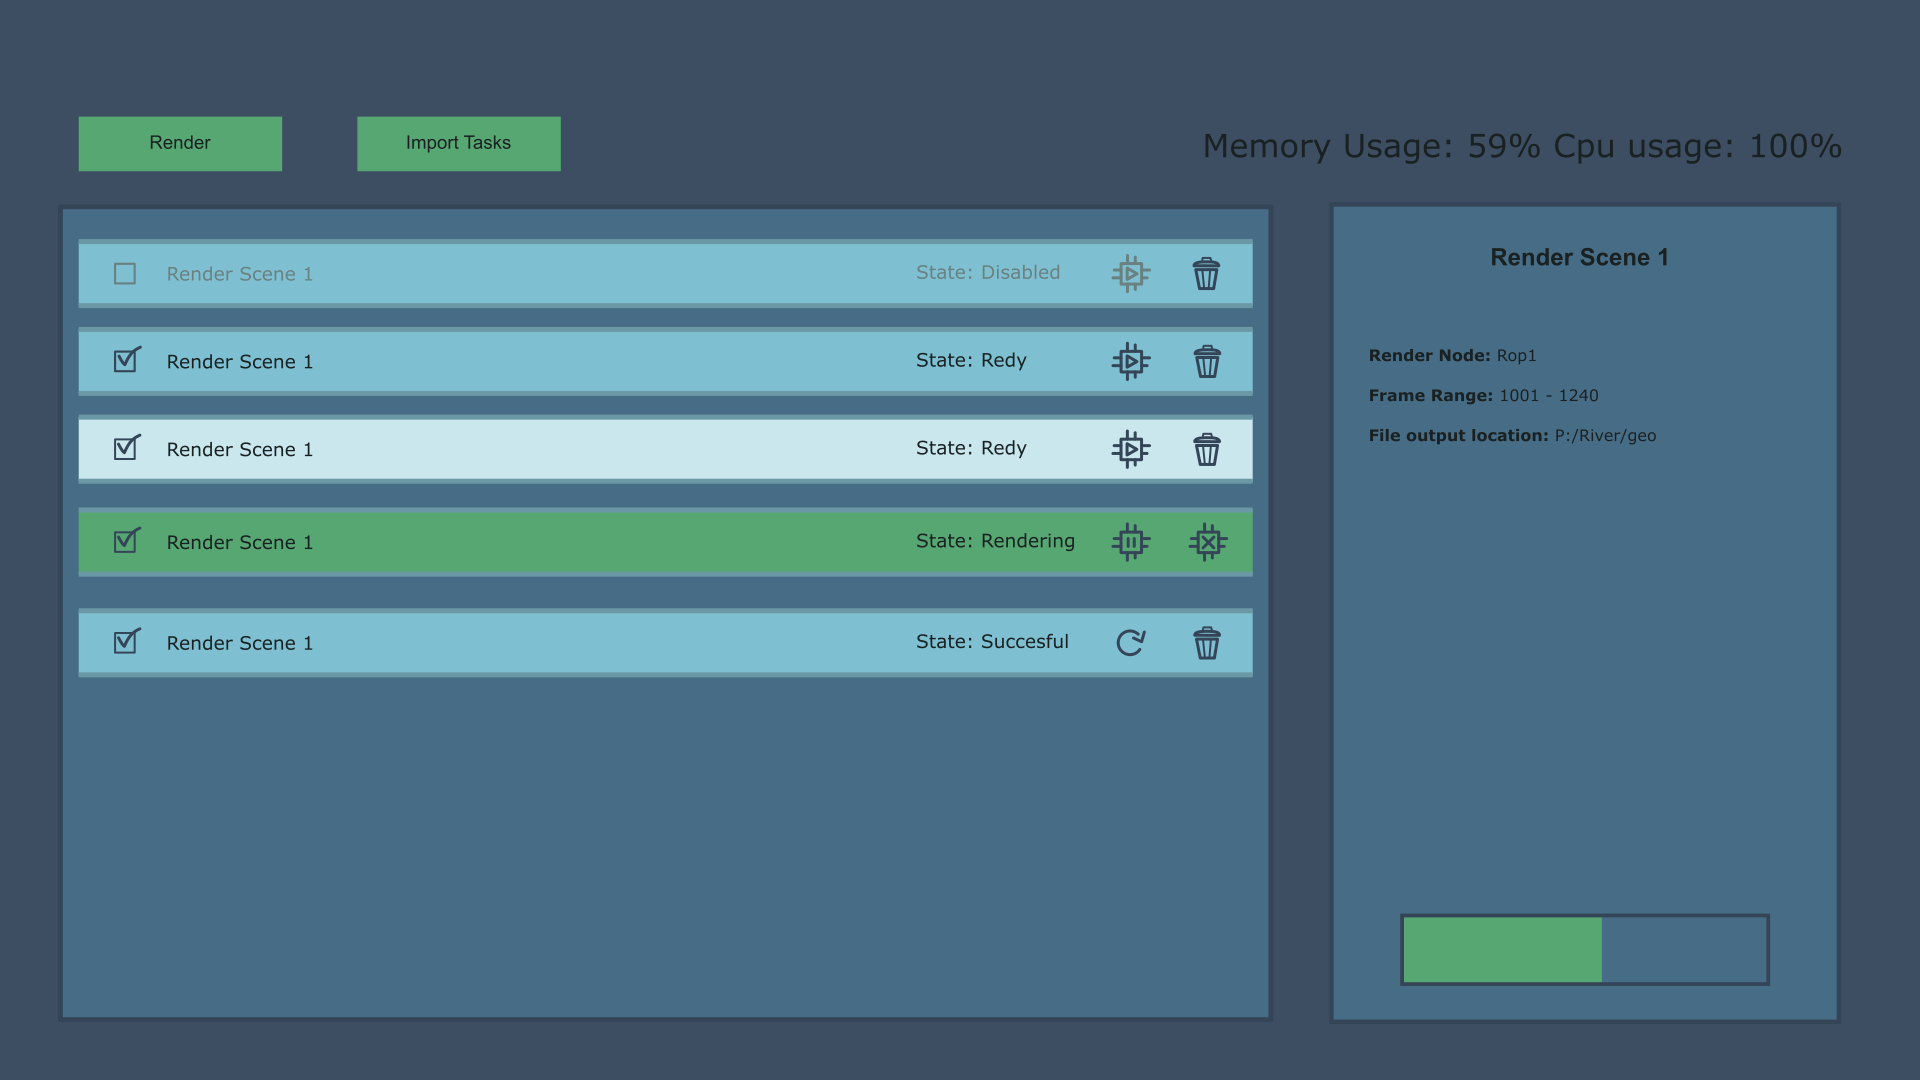 Render
Import Tasks
Memory Usage: 59% Cpu usage: 100%
Render Scene 1
State: Disabled
Render Scene 1
State: Redy
Render Scene 1
State: Redy
Render Scene 1
State: Rendering
Render Scene 1
State: Succesful
Render Scene 1
Render Node: Rop1
Frame Range: 1001 - 1240
File output location: P:/River/geo